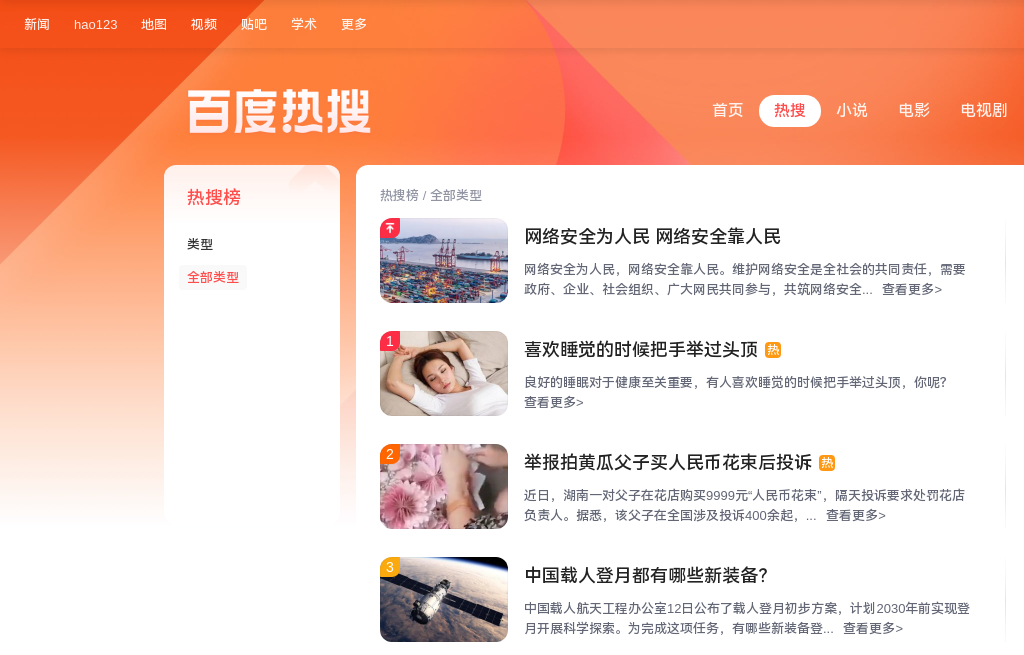 新闻 hao123 地图 视频 贴吧 学术 更多
百度热搜
首页 热搜 小说 电影 电视剧
热搜榜
类型
全部类型
热搜榜 / 全部类型
网络安全为人民 网络安全靠人民
网络安全为人民，网络安全靠人民。维护网络安全是全社会的共同责任，需要
政府、企业、社会组织、广大网民共同参与，共筑网络安全... 查看更多>
1
喜欢睡觉的时候把手举过头顶 热
良好的睡眠对于健康至关重要，有人喜欢睡觉的时候把手举过头顶，你呢?
查看更多>
2
举报拍黄瓜父子买人民币花束后投诉 热
近日，湖南一对父子在花店购买9999元“人民币花束”，隔天投诉要求处罚花店
负责人。据悉，该父子在全国涉及投诉400余起，... 查看更多>
3
中国载人登月都有哪些新装备?
中国载人航天工程办公室12日公布了载人登月初步方案，计划2030年前实现登
月开展科学探索。为完成这项任务，有哪些新装备登... 查看更多>